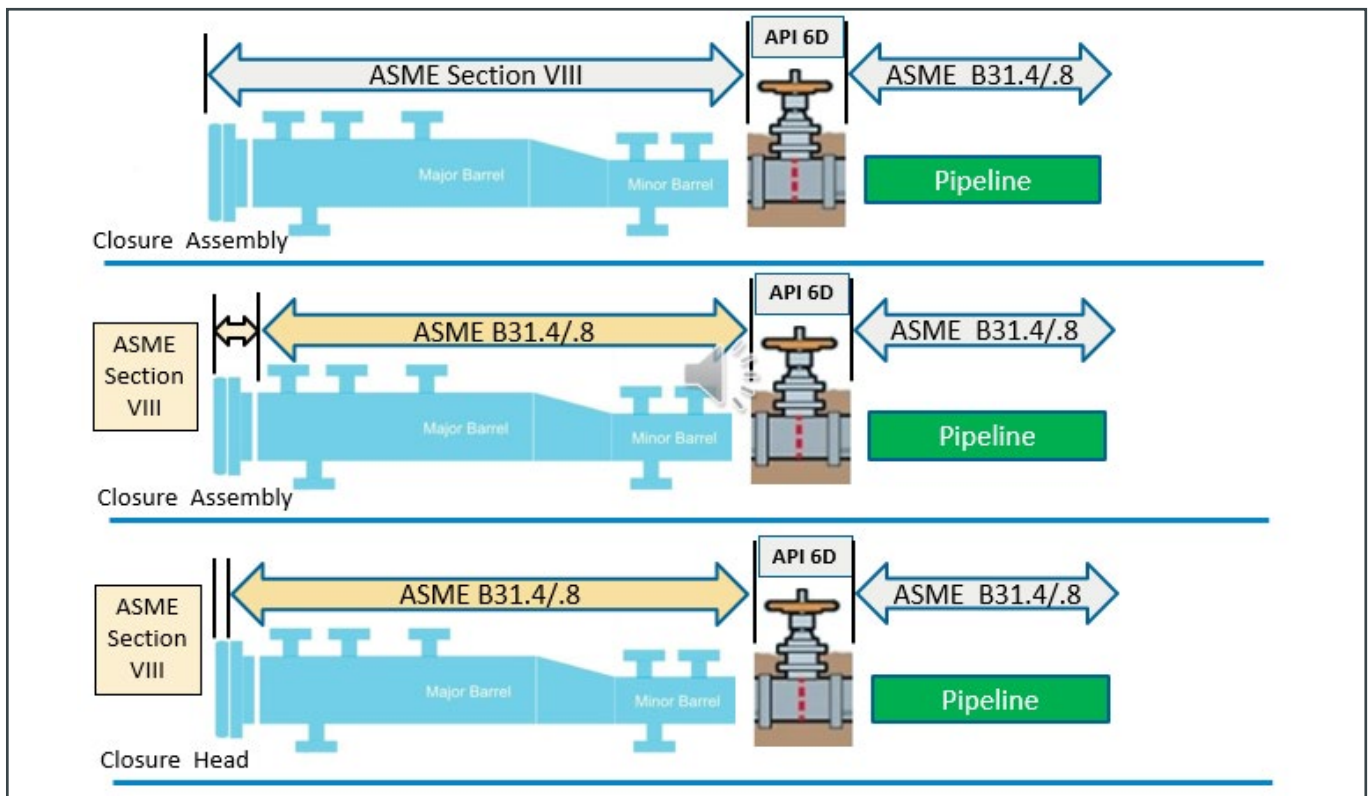 API 6D
ASME Section VIII
ASME B31.4/.8
Major Barrel
Minor Barrel
Pipeline
Closure Assembly
API 6D
ASME B31.4/.8
ASME B31.4/.8
ASME
Section
VIII
Major Barrel
Minor Barrel
Pipeline
Closure Assembly
API 6D
ASME B31.4/.8
ASME B31.4/.8
ASME
Section
VIII
Major Barrel
Minor Barrel
Pipeline
Closure Head